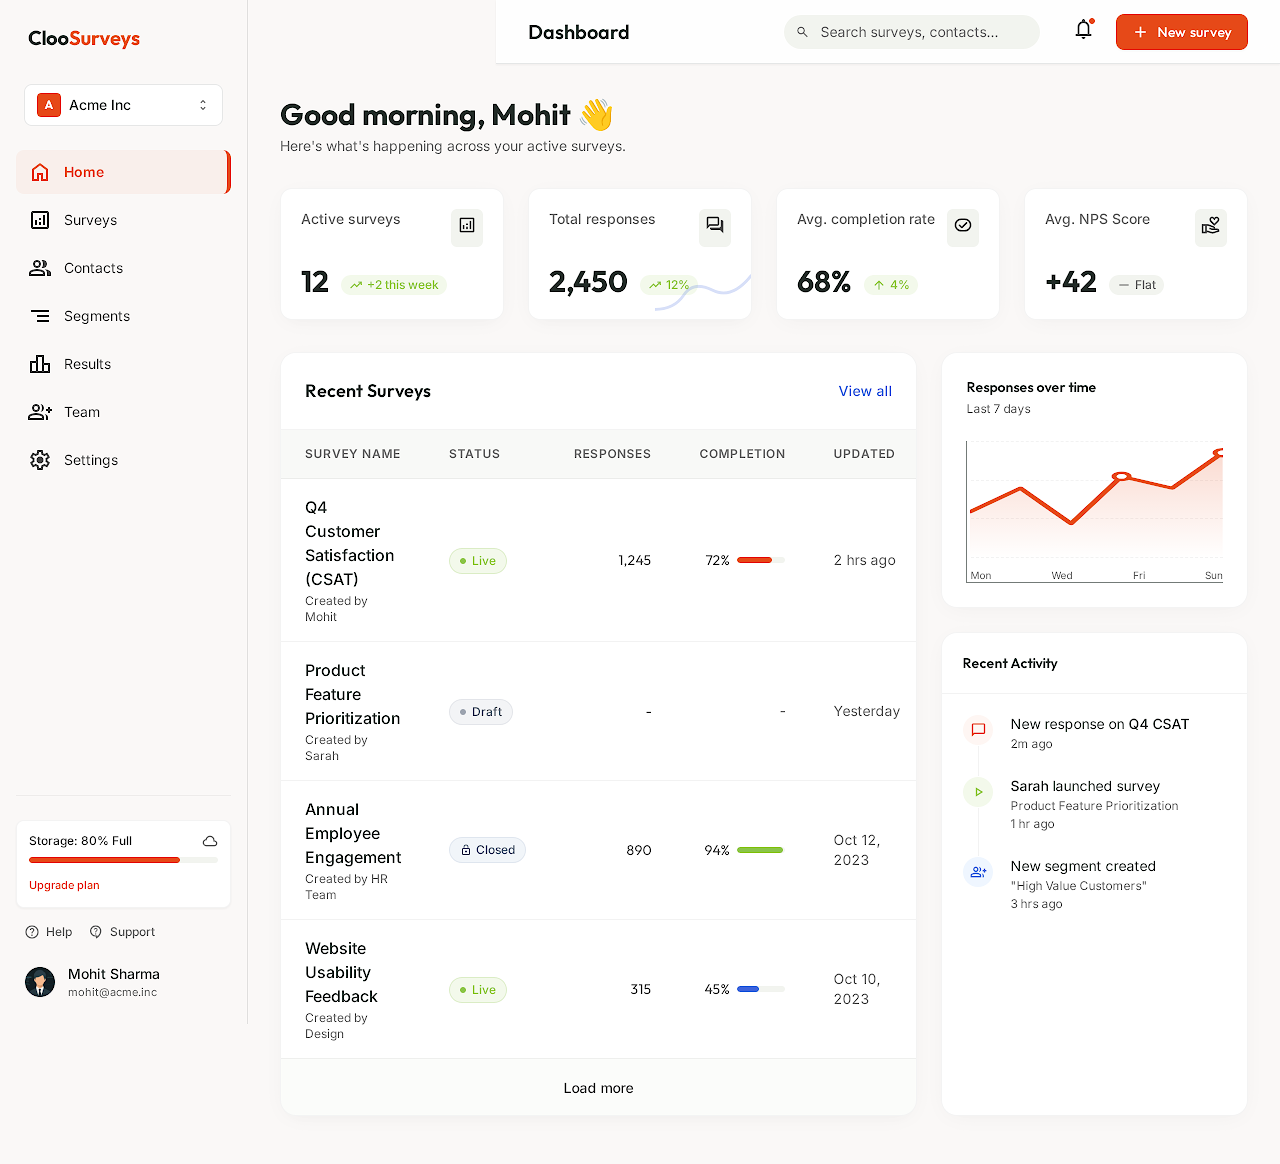 ClooSurveys
A
Acme Inc
Home
Surveys
Contacts
Segments
Results
Team
Settings
Storage: 80% Full
Upgrade plan
Help
Support
Mohit Sharma
mohit@acme.inc
Dashboard
Search surveys, contacts...
New survey
Good morning, Mohit 👋
Here's what's happening across your active surveys.
Active surveys
12
+2 this week
Total responses
2,450
12%
Avg. completion rate
68%
4%
Avg. NPS Score
+42
Flat
Recent Surveys
View all
SURVEY NAME STATUS RESPONSES COMPLETION UPDATED
Q4
Customer
Satisfaction
(CSAT)
Created by
Mohit
Live
1,245
72%
2 hrs ago
Product
Feature
Prioritization
Created by
Sarah
Draft
-
-
Yesterday
Annual
Employee
Engagement
Created by HR
Team
Closed
890
94%
Oct 12,
2023
Website
Usability
Feedback
Created by
Design
Live
315
45%
Oct 10,
2023
Load more
Responses over time
Last 7 days
Mon Wed Fri Sun
Recent Activity
New response on Q4 CSAT
2m ago
Sarah launched survey
Product Feature Prioritization
1 hr ago
New segment created
"High Value Customers"
3 hrs ago